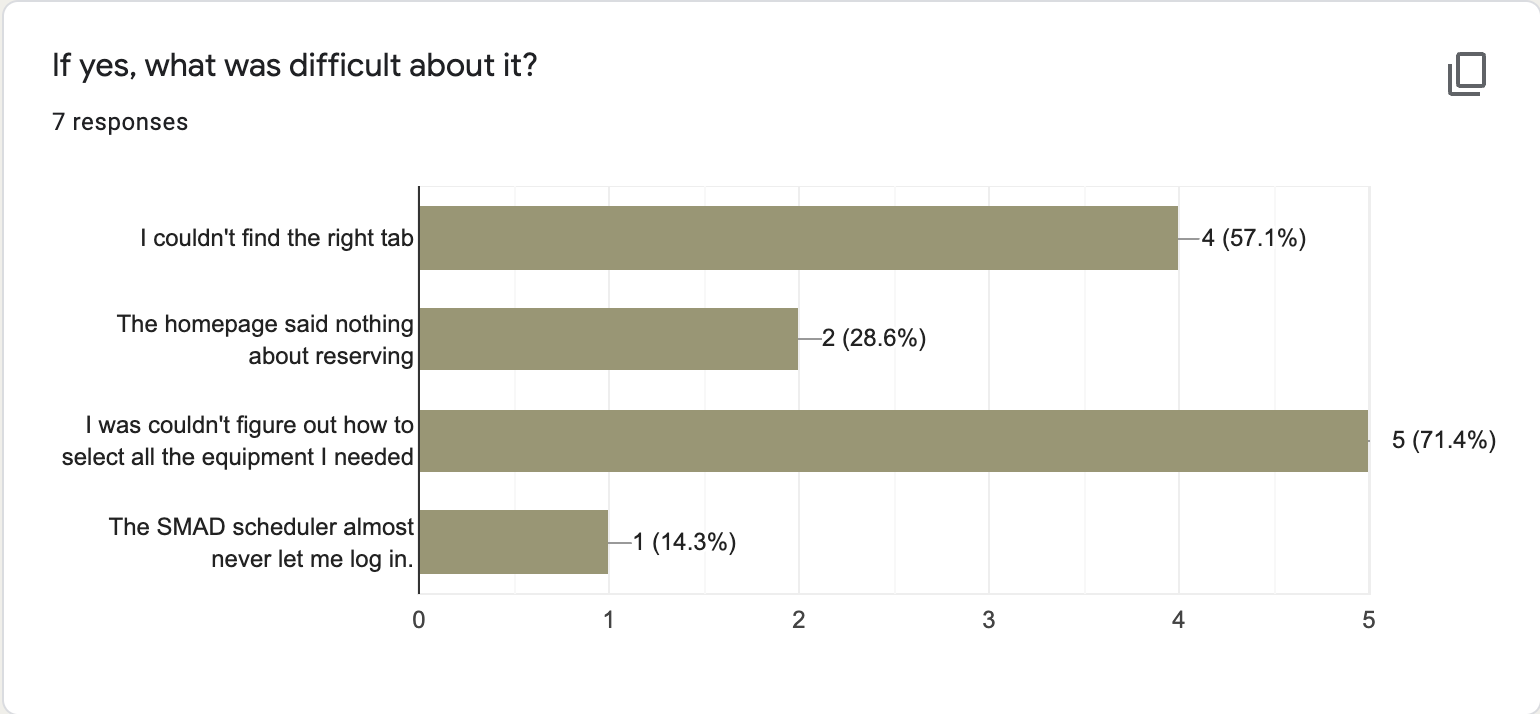 If yes, what was difficult about it?
7 responses
I couldn't find the right tab
4 (57.1%)
The homepage said nothing
about reserving
2 (28.6%)
I was couldn't figure out how to
select all the equipment I needed
5 (71.4%)
The SMAD scheduler almost
never let me log in.
1 (14.3%)
0 1 2 3 4 5